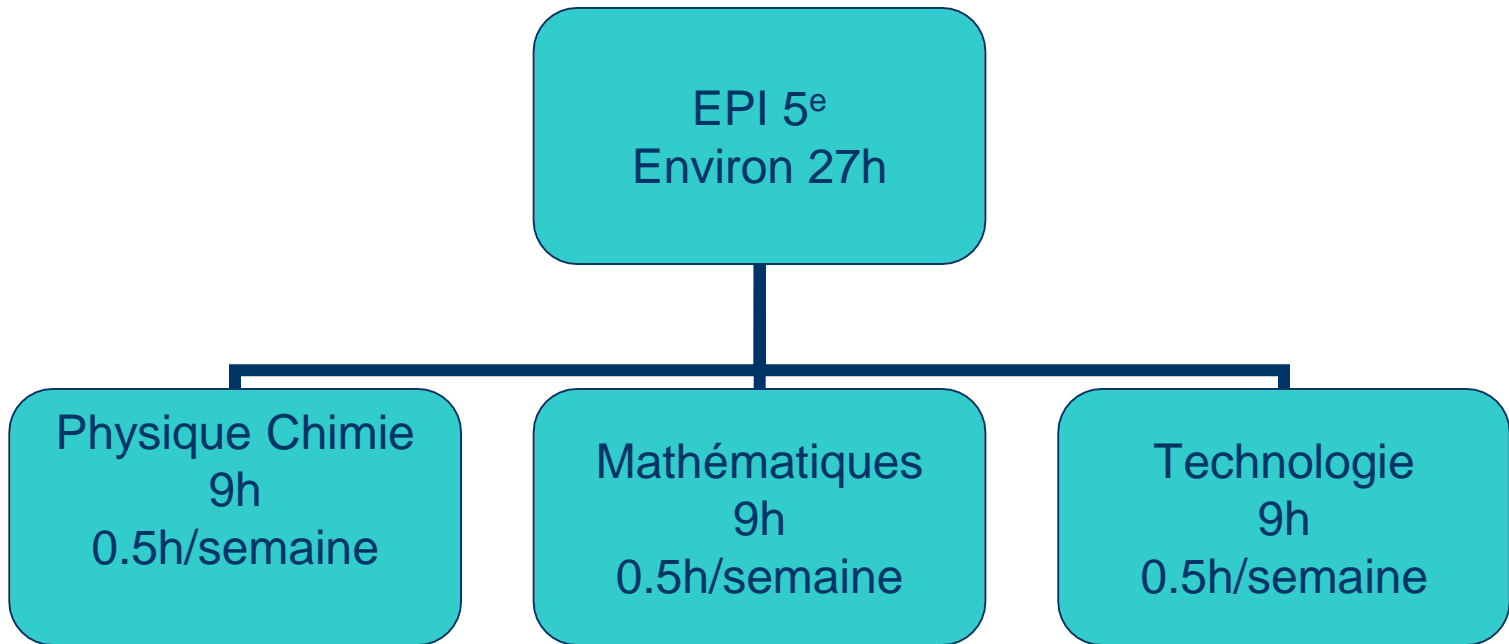 EPI 5e
Environ 27h
Physique Chimie
9h
0.5h/semaine
Mathématiques
9h
0.5h/semaine
Technologie
9h
0.5h/semaine